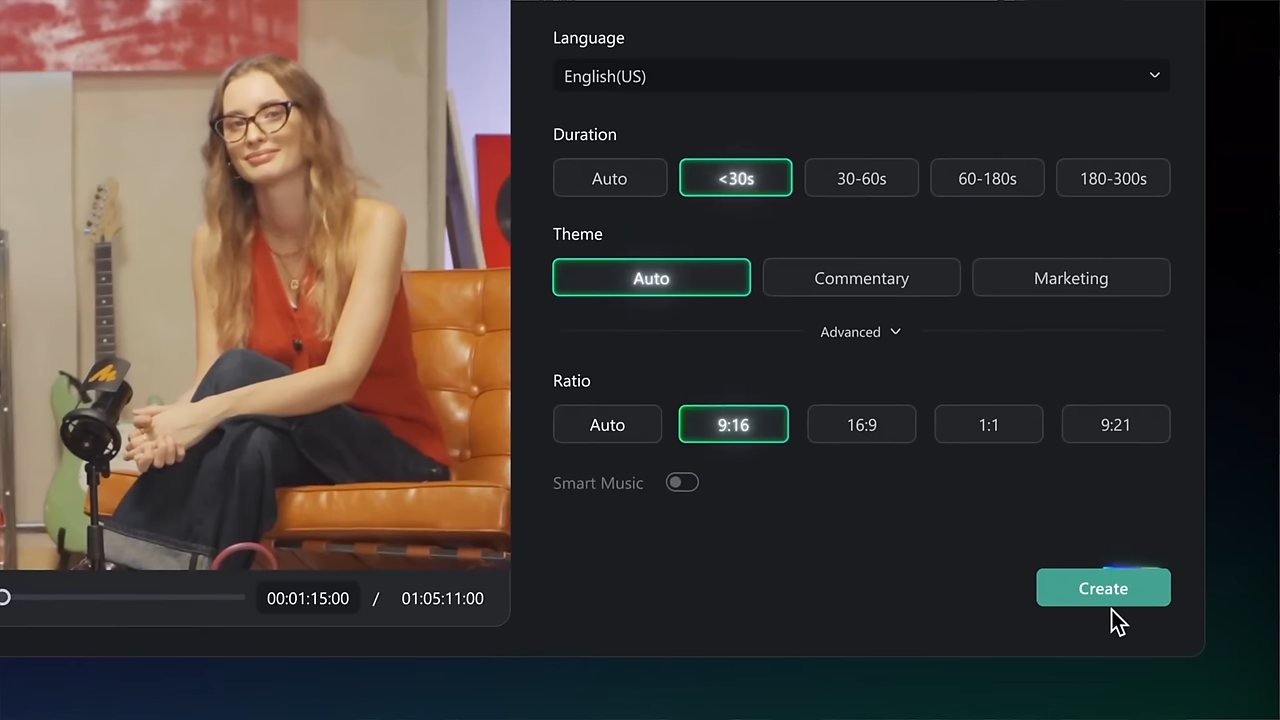 Language
English(US)
Duration
Auto
<30s
30-60s
60-180s
180-300s
Theme
Auto
Commentary
Marketing
Advanced
Ratio
Auto
9:16
16:9
1:1
9:21
Smart Music
00:01:15:00 / 01:05:11:00
Create